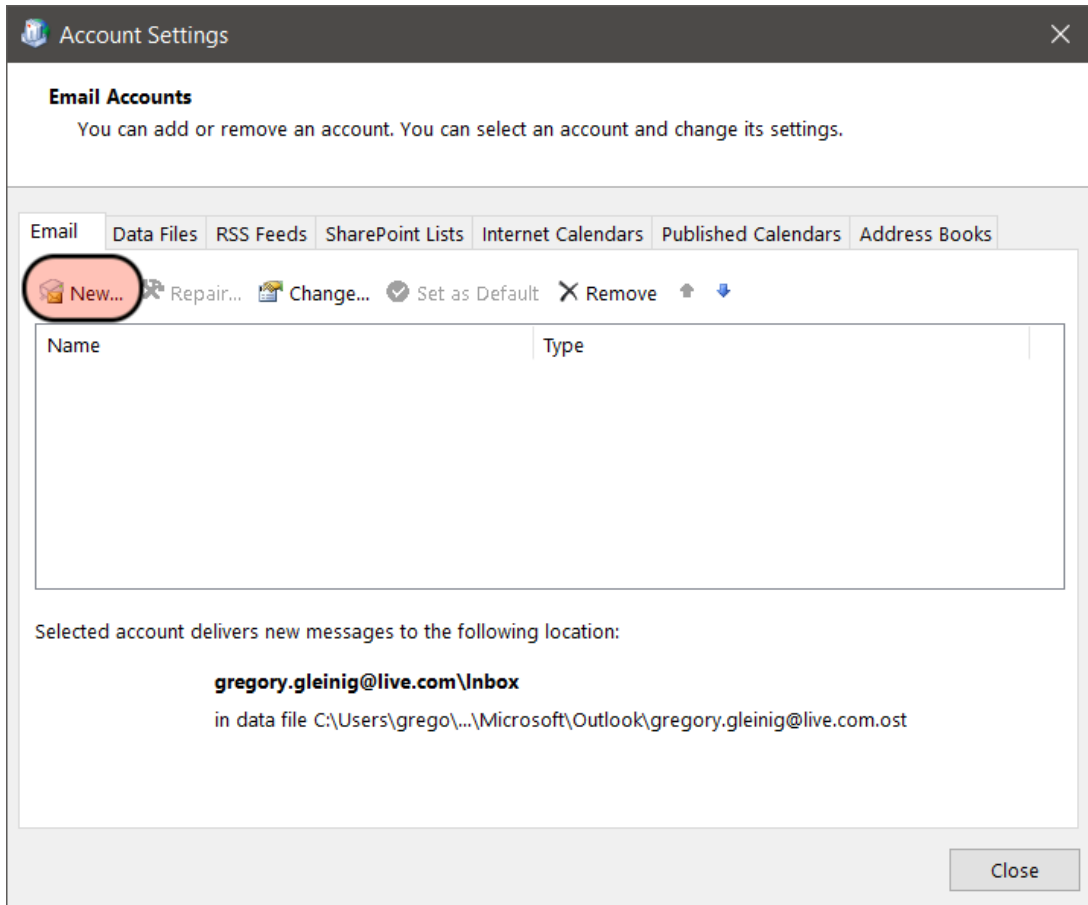 Account Settings
Email Accounts
You can add or remove an account. You can select an account and change its settings.
Email Data Files RSS Feeds SharePoint Lists Internet Calendars Published Calendars Address Books
New... Repair... Change... Set as Default Remove
Name Type
Selected account delivers new messages to the following location:
gregory.gleinig@live.com\Inbox
in data file C:\Users\grego\...\Microsoft\Outlook\gregory.gleinig@live.com.ost
Close